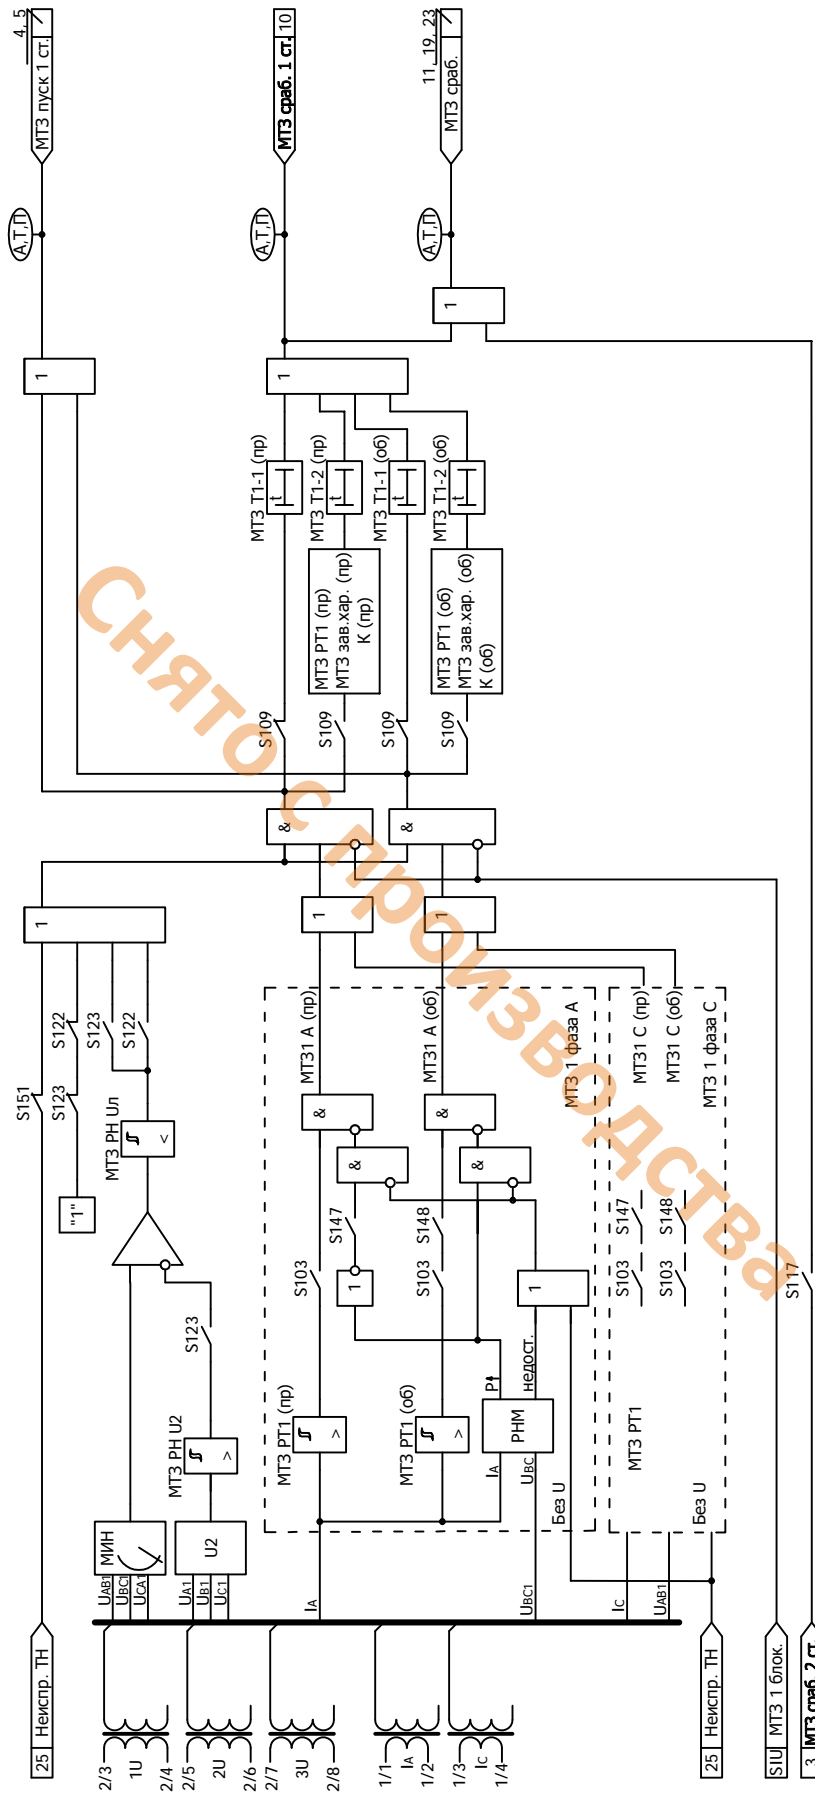 4, 5
МТЗ пуск 1 ст.
А,Т,П
1
10
МТЗ сраб. 1 ст.
А,Т,П
11, 19, 23
МТЗ сраб.
А,Т,П
1
1
МТЗ Т1-1 (пр)
t
МТЗ Т1-2 (пр)
t
МТЗ Т1-1 (об)
t
МТЗ Т1-2 (об)
t
МТЗ РТ1 (пр)
МТЗ зав.хар. (пр)
К (пр)
МТЗ РТ1 (об)
МТЗ зав.хар. (об)
К (об)
S109
S109
S109
S109
&
&
1
1
1
S151
S122
S123
S122
S123
"1"
МТЗ РН Uл
<
S123
МТЗ РН U2
>
МИН
U2
UAB1
UBC1
UCA1
UA1
UB1
UC1
МТ31 А (пр)
МТ31 А (об)
МТЗ 1 фаза А
&
&
&
&
S147
S103
S148
S103
1
1
МТЗ РТ1 (пр)
>
МТЗ РТ1 (об)
>
P
недост.
РНМ
IA
UBC
Без U
IA
UBC1
МТ31 С (пр)
МТ31 С (об)
МТЗ 1 фаза С
S147
S148
S103
S103
МТЗ РТ1
Без U
IC
UAB1
S117
25 Неиспр. ТН
2/3
1U
2/4
2/5
2U
2/6
2/7
3U
2/8
1/1
IA
1/2
1/3
IC
1/4
25 Неиспр. ТН
SIU МТЗ 1 блок.
3 МТЗ сраб. 2 ст.
Снято с производства